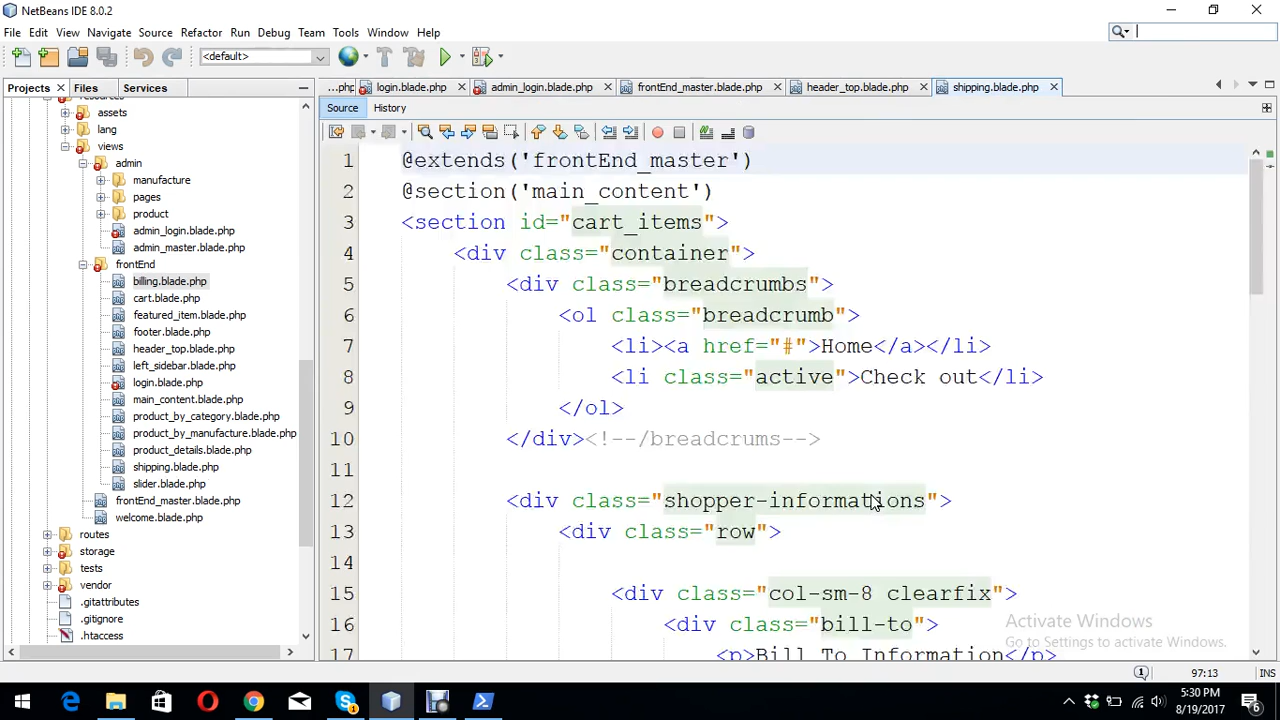 NetBeans IDE 8.0.2
File Edit View Navigate Source Refactor Run Debug Team Tools Window Help
<default>
Projects Files Services
.php login.blade.php admin_login.blade.php frontEnd_master.blade.php header_top.blade.php shipping.blade.php
Source History
resources
assets
lang
views
admin
manufacture
pages
product
admin_login.blade.php
admin_master.blade.php
frontEnd
billing.blade.php
cart.blade.php
featured_item.blade.php
footer.blade.php
header_top.blade.php
left_sidebar.blade.php
login.blade.php
main_content.blade.php
product_by_category.blade.php
product_by_manufacture.blade.php
product_details.blade.php
shipping.blade.php
slider.blade.php
frontEnd_master.blade.php
welcome.blade.php
routes
storage
tests
vendor
.gitattributes
.gitignore
.htaccess
1 @extends('frontEnd_master')
2 @section('main_content')
3 <section id="cart_items">
4 <div class="container">
5 <div class="breadcrumbs">
6 <ol class="breadcrumb">
7 <li><a href="#">Home</a></li>
8 <li class="active">Check out</li>
9 </ol>
10 </div><!--/breadcrums-->
11
12 <div class="shopper-informations">
13 <div class="row">
14
15 <div class="col-sm-8 clearfix">
16 <div class="bill-to">
17 <p>Bill To Information</p>
Activate Windows
Go to Settings to activate Windows.
1 97:13 INS
5:30 PM
8/19/2017
6